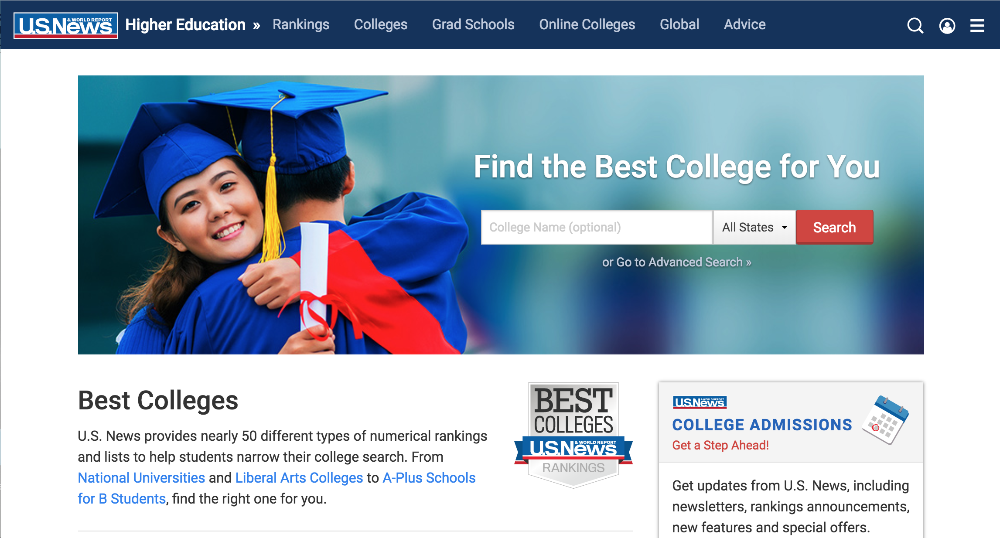 U.S.News & WORLD REPORT
Higher Education » Rankings Colleges Grad Schools Online Colleges Global Advice
Find the Best College for You
College Name (optional) All States Search
or Go to Advanced Search »
Best Colleges
U.S. News provides nearly 50 different types of numerical rankings
and lists to help students narrow their college search. From
National Universities and Liberal Arts Colleges to A-Plus Schools
for B Students, find the right one for you.
BEST
COLLEGES
U.S.News & WORLD REPORT
RANKINGS
U.S.News & WORLD REPORT
COLLEGE ADMISSIONS
Get a Step Ahead!
Get updates from U.S. News, including
newsletters, rankings announcements,
new features and special offers.